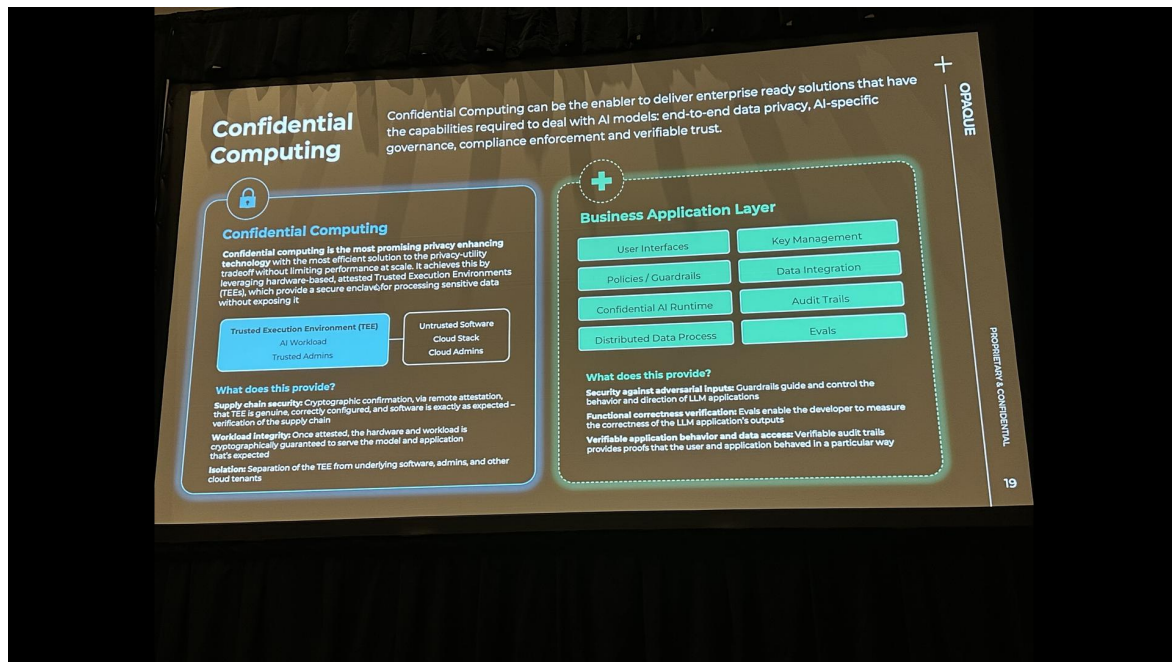 Confidential
Computing
Confidential Computing can be the enabler to deliver enterprise ready solutions that have
the capabilities required to deal with AI models: end-to-end data privacy, AI-specific
governance, compliance enforcement and verifiable trust.
OPAQUE
Confidential Computing
Confidential computing is the most promising privacy enhancing
technology with the most efficient solution to the privacy-utility
tradeoff without limiting performance at scale. It achieves this by
leveraging hardware-based, attested Trusted Execution Environments
(TEEs), which provide a secure enclave for processing sensitive data
without exposing it
Trusted Execution Environment (TEE)
AI Workload
Trusted Admins
Untrusted Software
Cloud Stack
Cloud Admins
What does this provide?
Supply chain security: Cryptographic confirmation, via remote attestation,
that TEE is genuine, correctly configured, and software is exactly as expected –
verification of the supply chain
Workload integrity: Once attested, the hardware and workload is
cryptographically guaranteed to serve the model and application
that's expected
Isolation: Separation of the TEE from underlying software, admins, and other
cloud tenants
Business Application Layer
User Interfaces
Key Management
Policies / Guardrails
Data Integration
Confidential AI Runtime
Audit Trails
Distributed Data Process
Evals
What does this provide?
Security against adversarial inputs: Guardrails guide and control the
behavior and direction of LLM applications
Functional correctness verification: Evals enable the developer to measure
the correctness of the LLM application's outputs
Verifiable application behavior and data access: Verifiable audit trails
provides proofs that the user and application behaved in a particular way
PROPRIETARY & CONFIDENTIAL
19